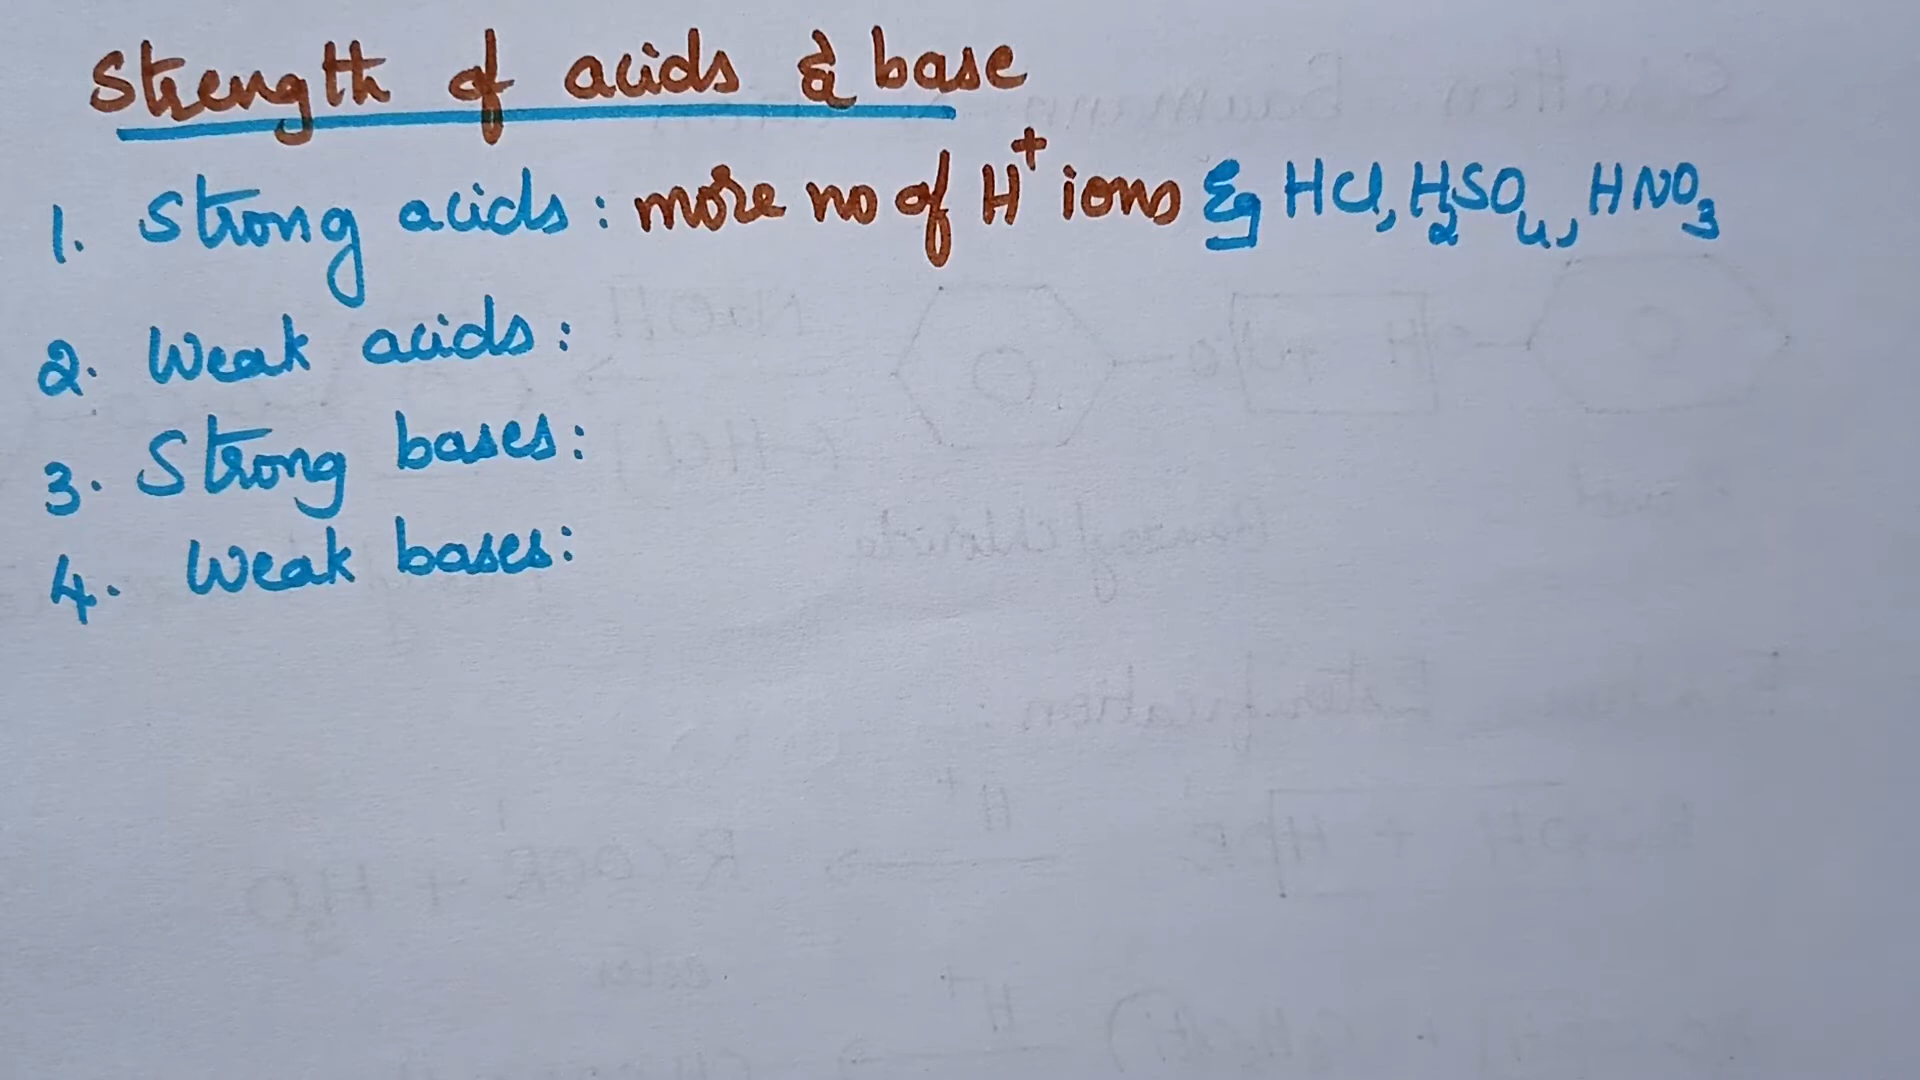 Strength of acids & base
1. Strong acids: more no of H⁺ ions Eg HCl, H₂SO₄, HNO₃
2. Weak acids:
3. Strong bases:
4. Weak bases: